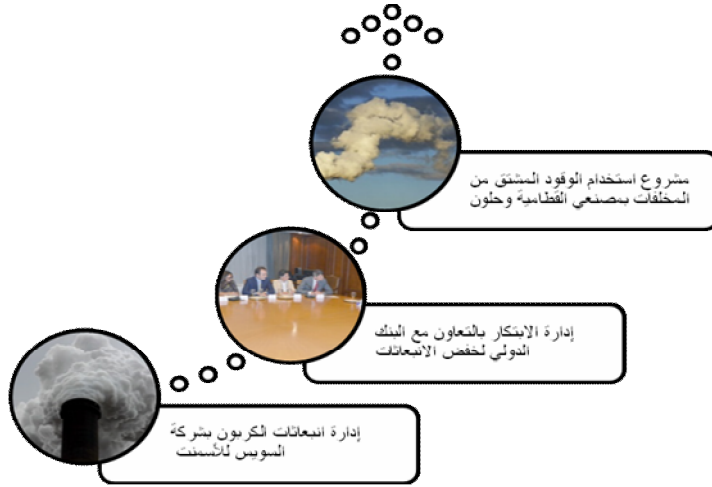 مشروع استخدام الوقود المشتق من
المخلفات بمصنعي القطامية وحلون
إدارة الابتكار بالتعاون مع البنك
الدولي لخفض الانبعاثات
إدارة انبعاثات الكربون بشركة
السويس للأسمنت